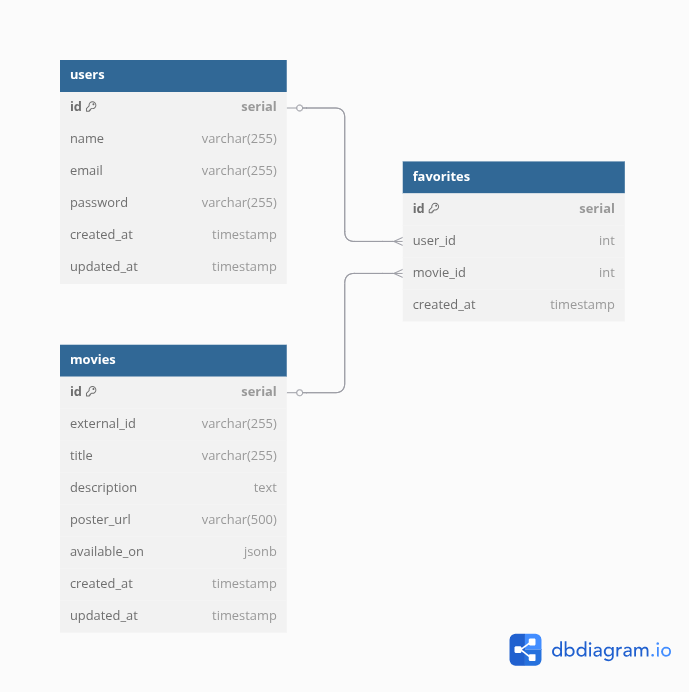 users
id serial
name varchar(255)
email varchar(255)
password varchar(255)
created_at timestamp
updated_at timestamp
favorites
id serial
user_id int
movie_id int
created_at timestamp
movies
id serial
external_id varchar(255)
title varchar(255)
description text
poster_url varchar(500)
available_on jsonb
created_at timestamp
updated_at timestamp
dbdiagram.io